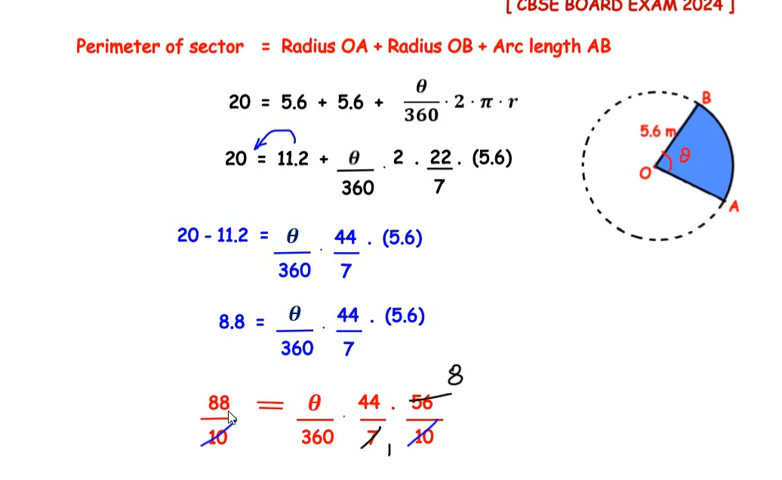 [ CBSE BOARD EXAM 2024 ]
Perimeter of sector = Radius OA + Radius OB + Arc length AB
20 = 5.6 + 5.6 + θ/360 · 2 · π · r
20 = 11.2 + θ/360 · 2 · 22/7 · (5.6)
20 - 11.2 = θ/360 · 44/7 · (5.6)
8.8 = θ/360 · 44/7 · (5.6)
8
88/10 = θ/360 · 44/7 · 56/10
1
B
5.6 m
θ
O
A